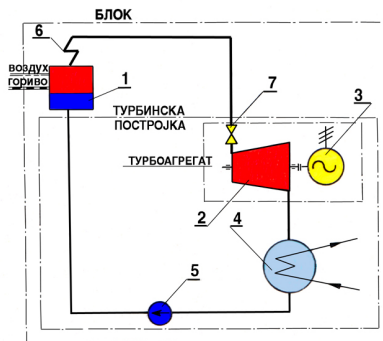 БЛОК
6
воздух
гориво
1
ТУРБИНСКА
ПОСТРОЈКА
7
3
ТУРБОАГРЕГАТ
2
4
5